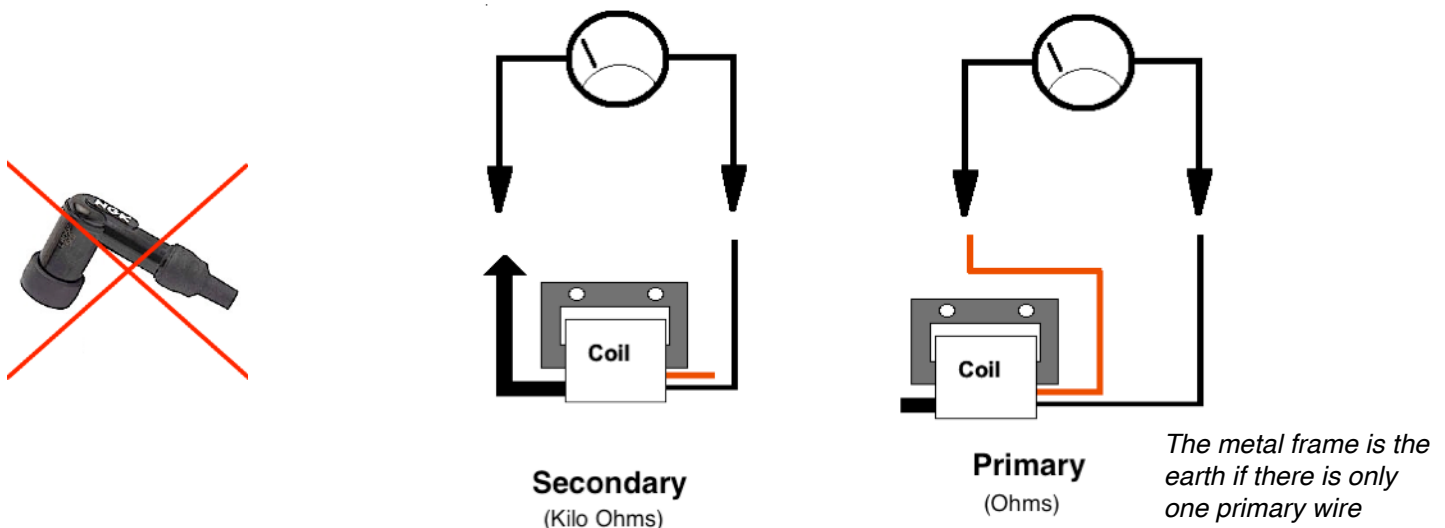 NGK
Coil
Secondary
(Kilo Ohms)
Coil
Primary
(Ohms)
The metal frame is the
earth if there is only
one primary wire